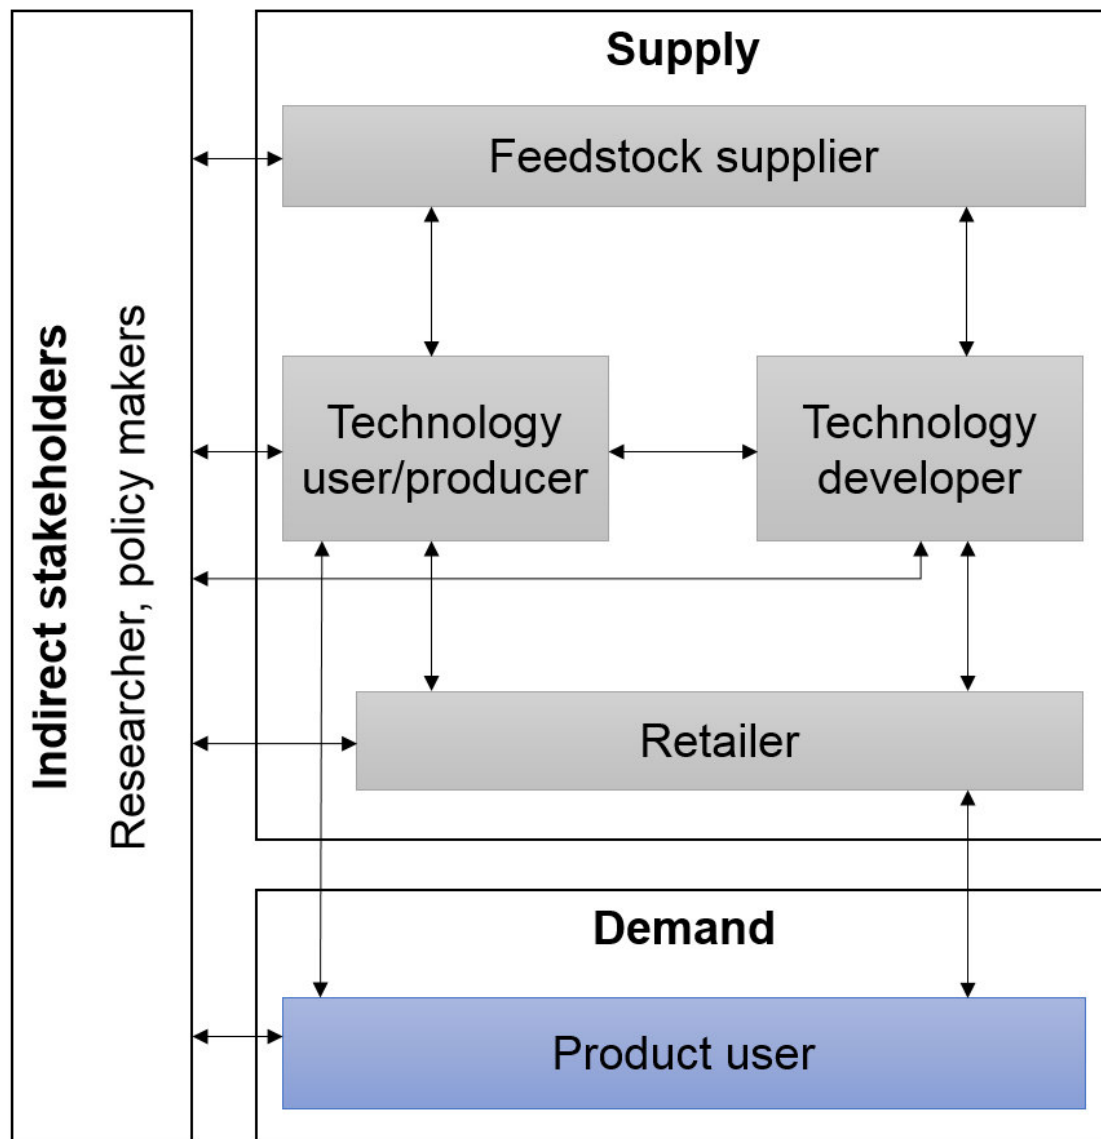 Indirect stakeholders
Researcher, policy makers
Supply
Feedstock supplier
Technology
user/producer
Technology
developer
Retailer
Demand
Product user